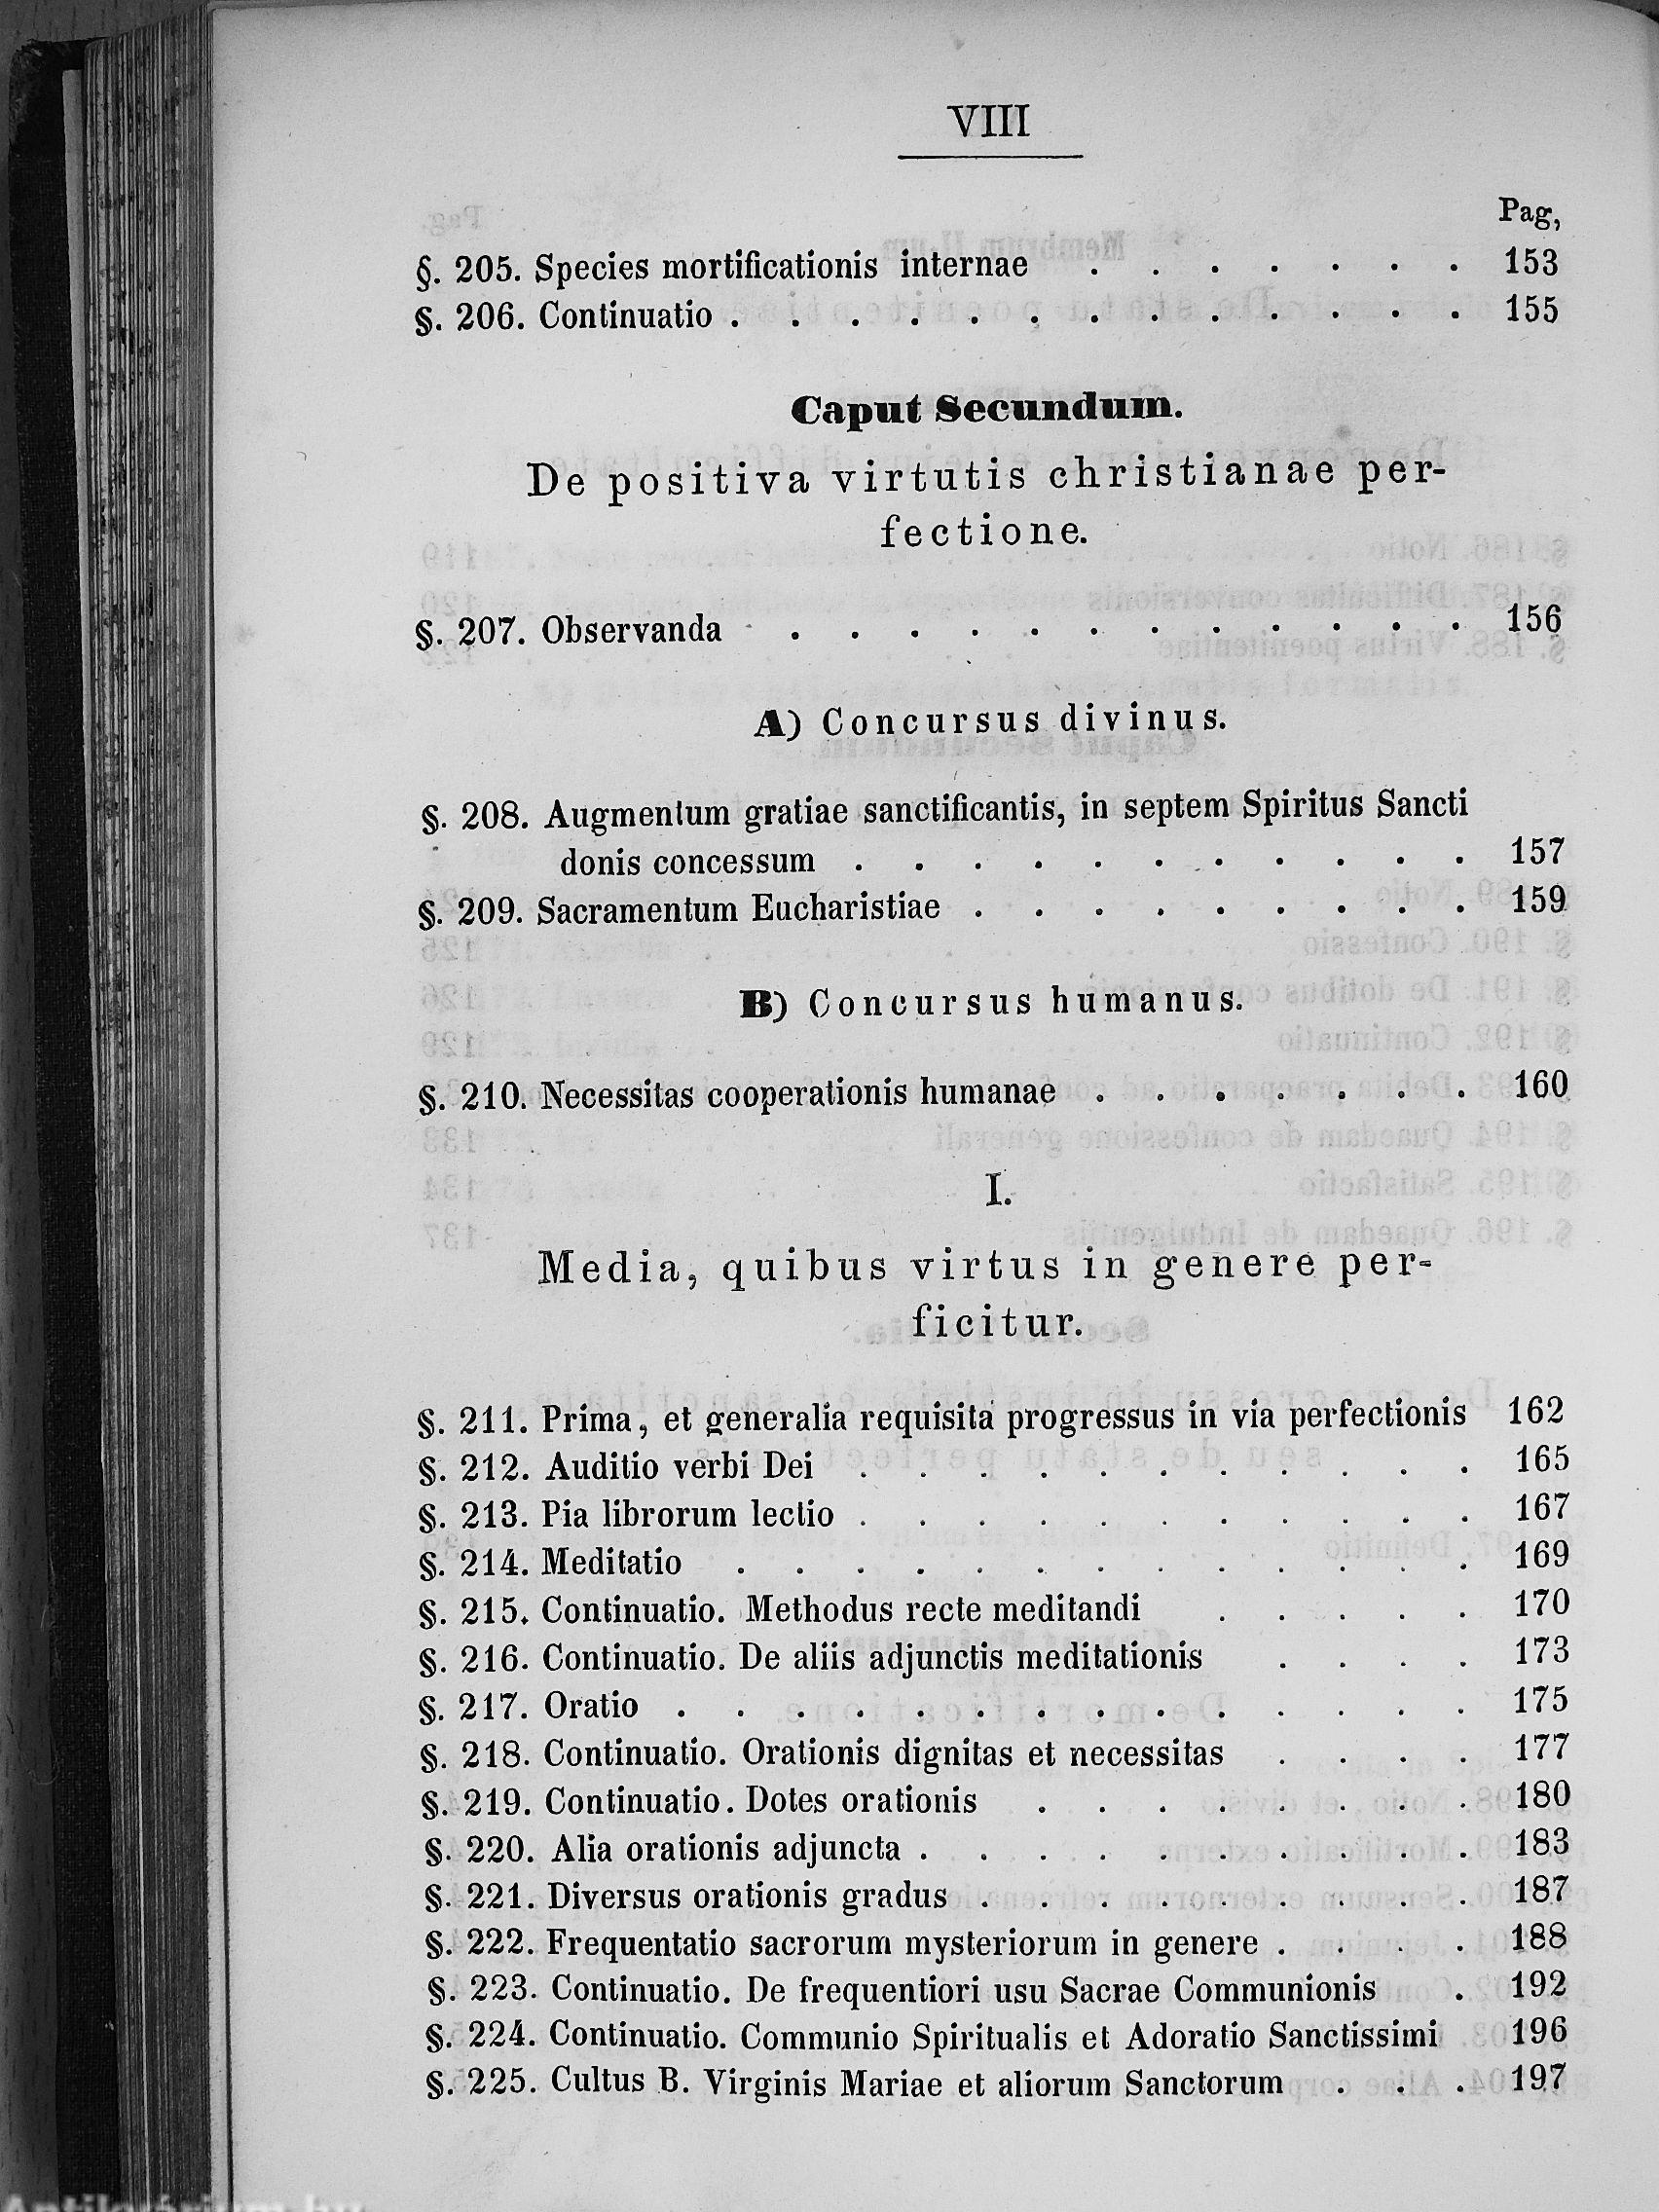 VIII
Pag,
§. 205. Species mortificationis internae . . . . . . . 153
§. 206. Continuatio . . . . . . . . . . . . . 155
Caput Secundum.
De positiva virtutis christianae per-
fectione.
§. 207. Observanda . . . . . . . . . . . . 156
A) Concursus divinus.
§. 208. Augmentum gratiae sanctificantis, in septem Spiritus Sancti
donis concessum . . . . . . . . . . . 157
§. 209. Sacramentum Eucharistiae . . . . . . . . . 159
B) Concursus humanus.
§. 210. Necessitas cooperationis humanae . . . . . . . 160
I.
Media, quibus virtus in genere per-
ficitur.
§. 211. Prima, et generalia requisita progressus in via perfectionis 162
§. 212. Auditio verbi Dei . . . . . . . . . . . 165
§. 213. Pia librorum lectio . . . . . . . . . . . 167
§. 214. Meditatio . . . . . . . . . . . . . 169
§. 215. Continuatio. Methodus recte meditandi . . . . . 170
§. 216. Continuatio. De aliis adjunctis meditationis . . . . 173
§. 217. Oratio . . . . . . . . . . . . . . 175
§. 218. Continuatio. Orationis dignitas et necessitas . . . . 177
§. 219. Continuatio. Dotes orationis . . . . . . . . 180
§. 220. Alia orationis adjuncta . . . . . . . . . . 183
§. 221. Diversus orationis gradus . . . . . . . . . 187
§. 222. Frequentatio sacrorum mysteriorum in genere . . . . 188
§. 223. Continuatio. De frequentiori usu Sacrae Communionis . 192
§. 224. Continuatio. Communio Spiritualis et Adoratio Sanctissimi 196
§. 225. Cultus B. Virginis Mariae et aliorum Sanctorum . . . 197